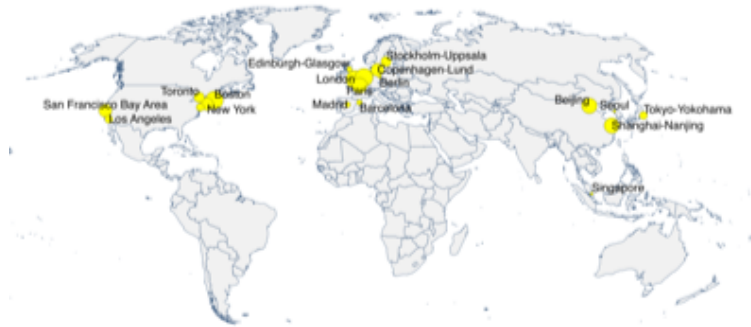 Stockholm-Uppsala
Edinburgh-Glasgow
Copenhagen-Lund
London
Berlin
Paris
Toronto
Boston
Madrid
Barcelona
San Francisco Bay Area
New York
Los Angeles
Beijing
Seoul
Tokyo-Yokohama
Shanghai-Nanjing
Singapore